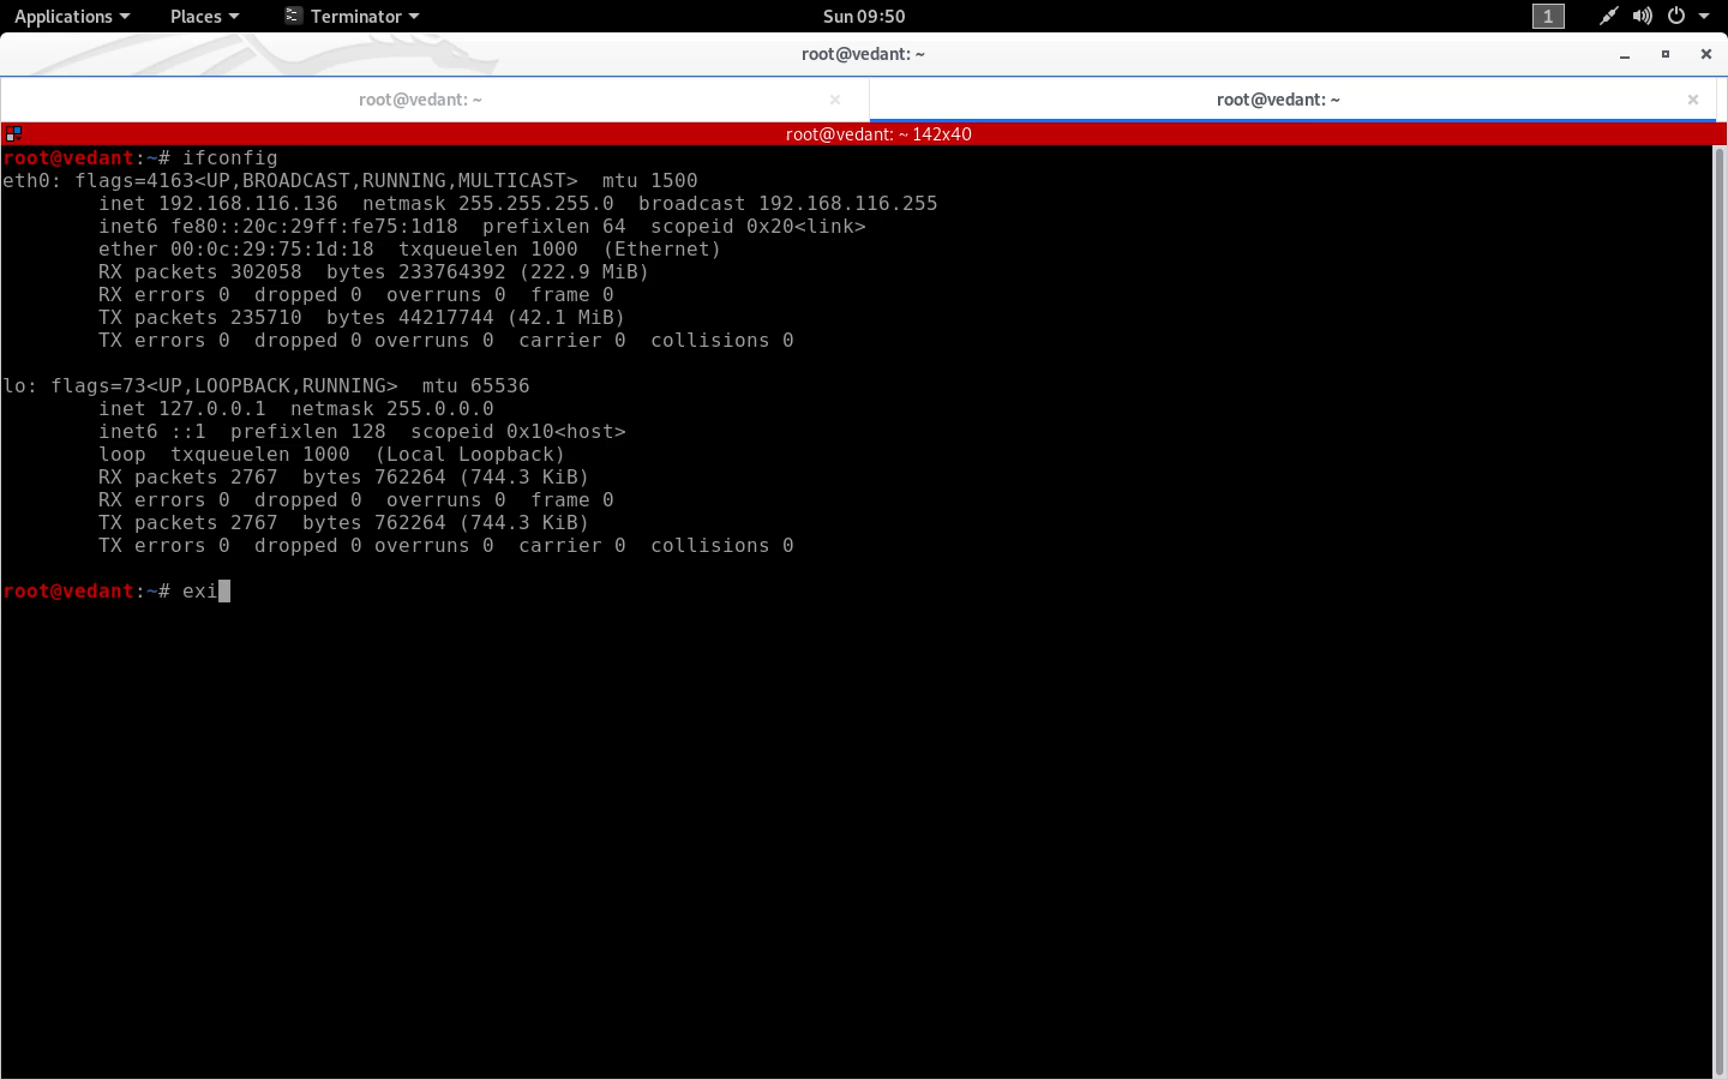 Applications Places Terminator Sun 09:50 1
root@vedant: ~
root@vedant: ~ × root@vedant: ~ ×
root@vedant: ~ 142x40
root@vedant:~# ifconfig
eth0: flags=4163<UP,BROADCAST,RUNNING,MULTICAST>  mtu 1500
        inet 192.168.116.136  netmask 255.255.255.0  broadcast 192.168.116.255
        inet6 fe80::20c:29ff:fe75:1d18  prefixlen 64  scopeid 0x20<link>
        ether 00:0c:29:75:1d:18  txqueuelen 1000  (Ethernet)
        RX packets 302058  bytes 233764392 (222.9 MiB)
        RX errors 0  dropped 0  overruns 0  frame 0
        TX packets 235710  bytes 44217744 (42.1 MiB)
        TX errors 0  dropped 0 overruns 0  carrier 0  collisions 0
lo: flags=73<UP,LOOPBACK,RUNNING>  mtu 65536
        inet 127.0.0.1  netmask 255.0.0.0
        inet6 ::1  prefixlen 128  scopeid 0x10<host>
        loop  txqueuelen 1000  (Local Loopback)
        RX packets 2767  bytes 762264 (744.3 KiB)
        RX errors 0  dropped 0  overruns 0  frame 0
        TX packets 2767  bytes 762264 (744.3 KiB)
        TX errors 0  dropped 0 overruns 0  carrier 0  collisions 0
root@vedant:~# exi